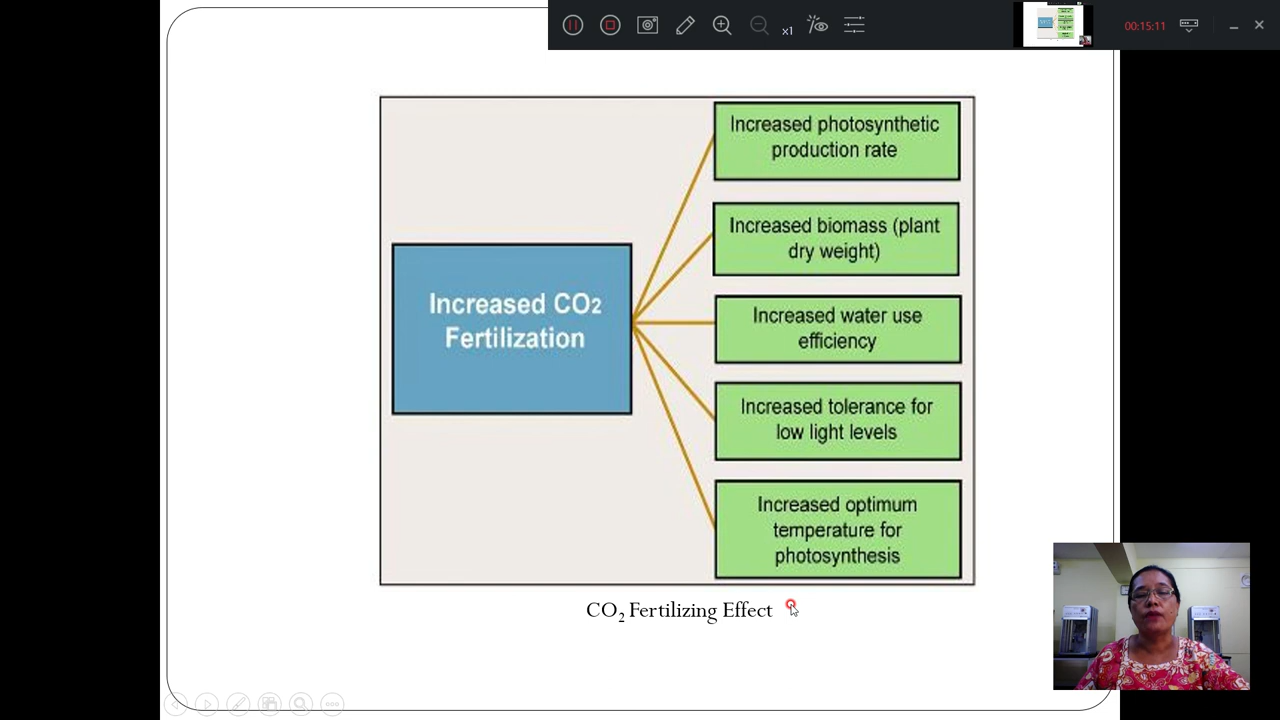 x1
00:15:11
Increased CO2
Fertilization
Increased photosynthetic
production rate
Increased biomass (plant
dry weight)
Increased water use
efficiency
Increased tolerance for
low light levels
Increased optimum
temperature for
photosynthesis
CO₂ Fertilizing Effect